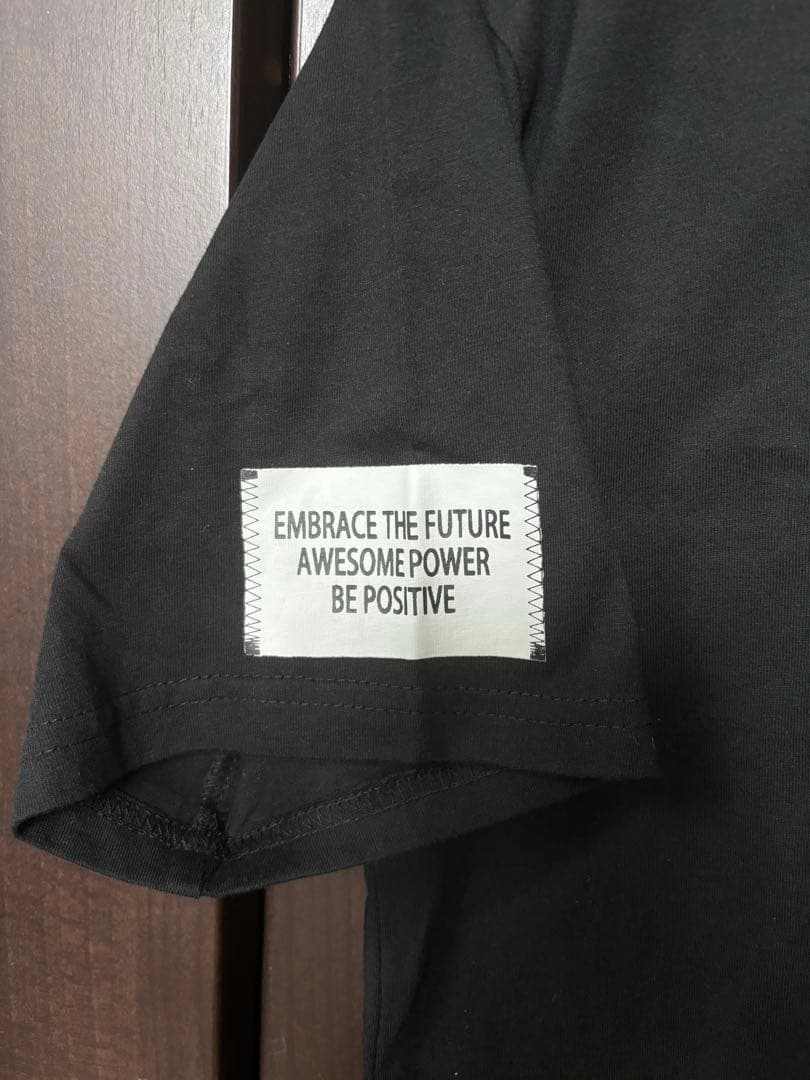 EMBRACE THE FUTURE
AWESOME POWER
BE POSITIVE